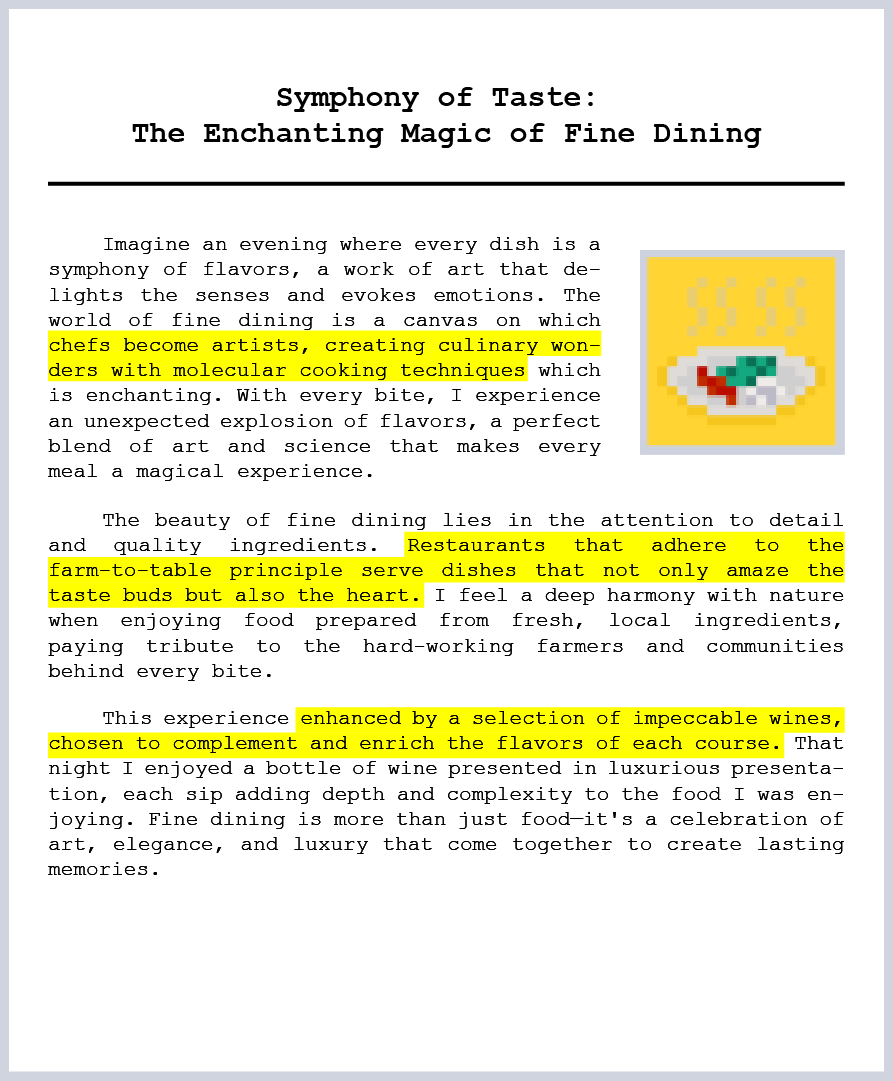 Symphony of Taste:
The Enchanting Magic of Fine Dining
Imagine an evening where every dish is a
symphony of flavors, a work of art that de-
lights the senses and evokes emotions. The
world of fine dining is a canvas on which
chefs become artists, creating culinary won-
ders with molecular cooking techniques which
is enchanting. With every bite, I experience
an unexpected explosion of flavors, a perfect
blend of art and science that makes every
meal a magical experience.
The beauty of fine dining lies in the attention to detail
and quality ingredients. Restaurants that adhere to the
farm-to-table principle serve dishes that not only amaze the
taste buds but also the heart. I feel a deep harmony with nature
when enjoying food prepared from fresh, local ingredients,
paying tribute to the hard-working farmers and communities
behind every bite.
This experience enhanced by a selection of impeccable wines,
chosen to complement and enrich the flavors of each course. That
night I enjoyed a bottle of wine presented in luxurious presenta-
tion, each sip adding depth and complexity to the food I was en-
joying. Fine dining is more than just food—it's a celebration of
art, elegance, and luxury that come together to create lasting
memories.